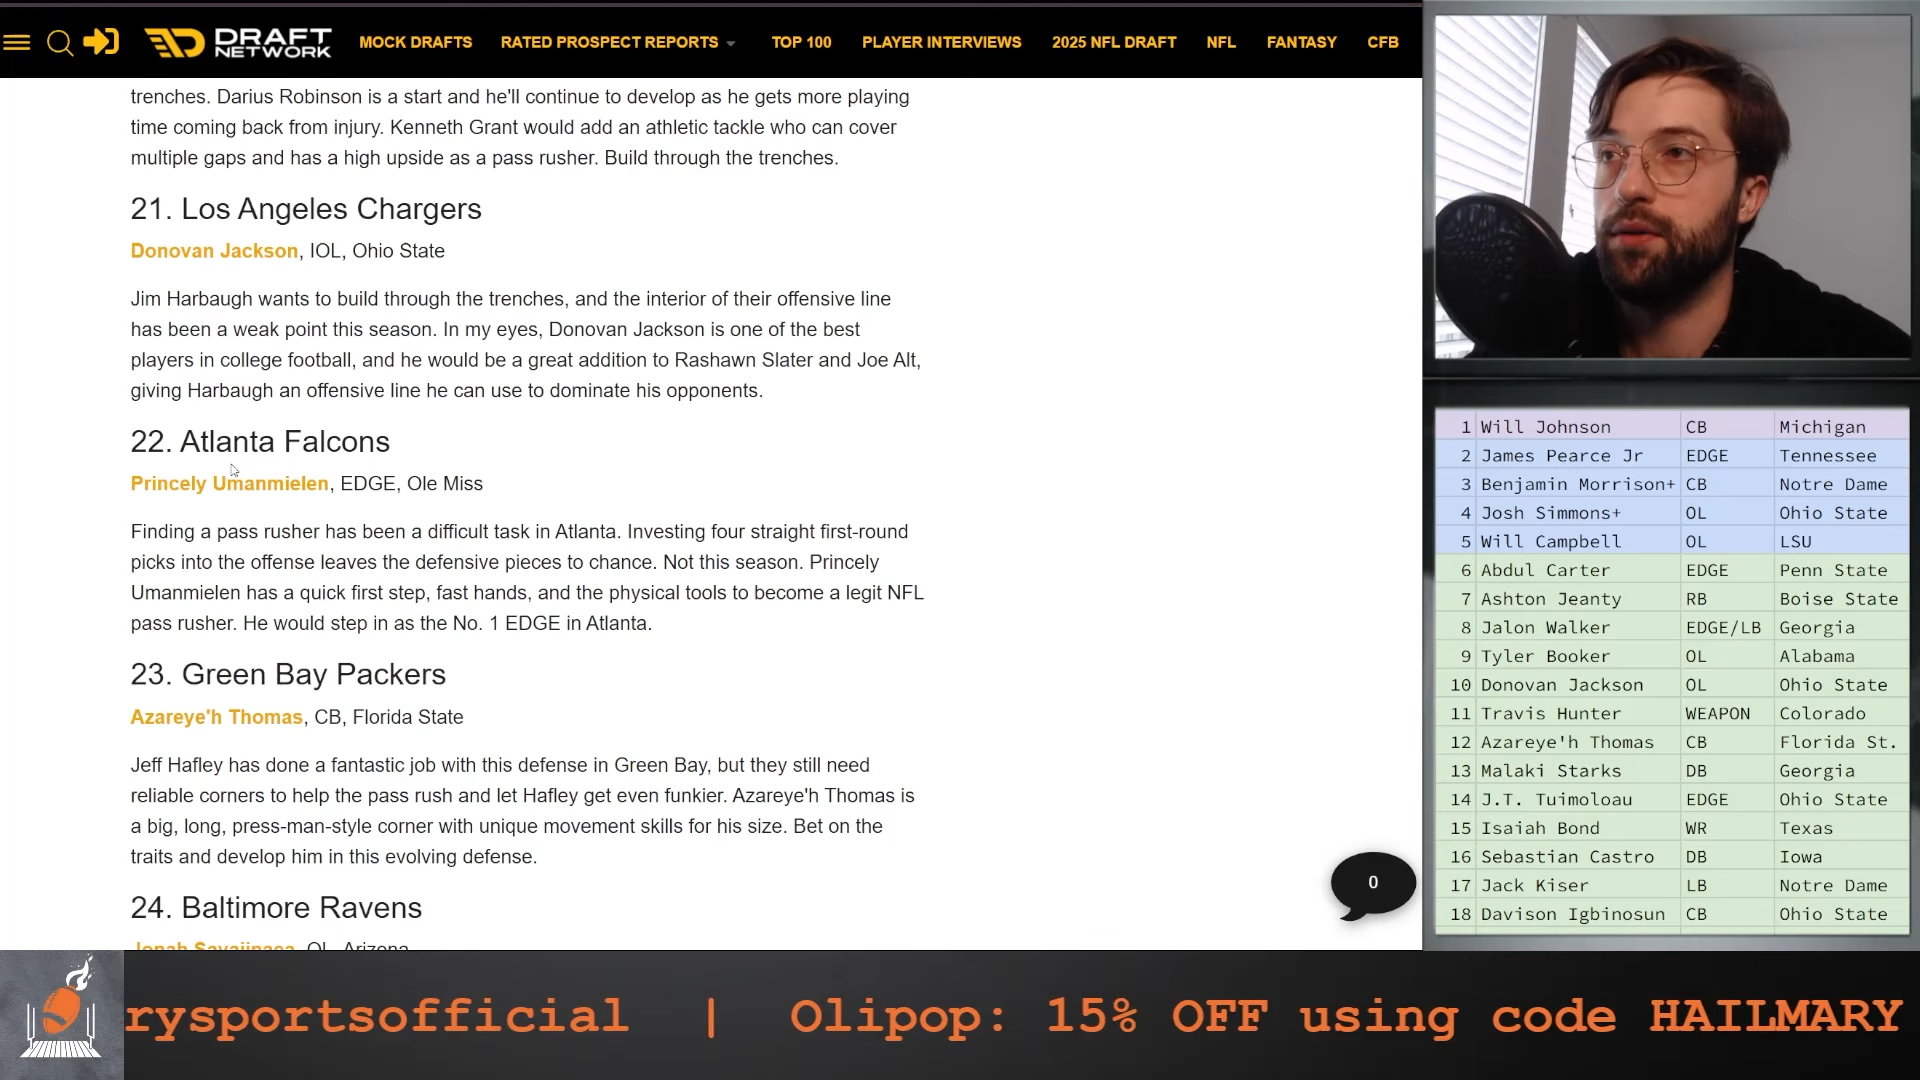 DRAFT NETWORK
MOCK DRAFTS RATED PROSPECT REPORTS TOP 100 PLAYER INTERVIEWS 2025 NFL DRAFT NFL FANTASY CFB
trenches. Darius Robinson is a start and he'll continue to develop as he gets more playing
time coming back from injury. Kenneth Grant would add an athletic tackle who can cover
multiple gaps and has a high upside as a pass rusher. Build through the trenches.
21. Los Angeles Chargers
Donovan Jackson, IOL, Ohio State
Jim Harbaugh wants to build through the trenches, and the interior of their offensive line
has been a weak point this season. In my eyes, Donovan Jackson is one of the best
players in college football, and he would be a great addition to Rashawn Slater and Joe Alt,
giving Harbaugh an offensive line he can use to dominate his opponents.
22. Atlanta Falcons
Princely Umanmielen, EDGE, Ole Miss
Finding a pass rusher has been a difficult task in Atlanta. Investing four straight first-round
picks into the offense leaves the defensive pieces to chance. Not this season. Princely
Umanmielen has a quick first step, fast hands, and the physical tools to become a legit NFL
pass rusher. He would step in as the No. 1 EDGE in Atlanta.
23. Green Bay Packers
Azareye'h Thomas, CB, Florida State
Jeff Hafley has done a fantastic job with this defense in Green Bay, but they still need
reliable corners to help the pass rush and let Hafley get even funkier. Azareye'h Thomas is
a big, long, press-man-style corner with unique movement skills for his size. Bet on the
traits and develop him in this evolving defense.
24. Baltimore Ravens
Jonah Savaiinaea, OL, Arizona
0
1 Will Johnson CB Michigan
2 James Pearce Jr EDGE Tennessee
3 Benjamin Morrison+ CB Notre Dame
4 Josh Simmons+ OL Ohio State
5 Will Campbell OL LSU
6 Abdul Carter EDGE Penn State
7 Ashton Jeanty RB Boise State
8 Jalon Walker EDGE/LB Georgia
9 Tyler Booker OL Alabama
10 Donovan Jackson OL Ohio State
11 Travis Hunter WEAPON Colorado
12 Azareye'h Thomas CB Florida St.
13 Malaki Starks DB Georgia
14 J.T. Tuimoloau EDGE Ohio State
15 Isaiah Bond WR Texas
16 Sebastian Castro DB Iowa
17 Jack Kiser LB Notre Dame
18 Davison Igbinosun CB Ohio State
rysportsofficial | Olipop: 15% OFF using code HAILMARY